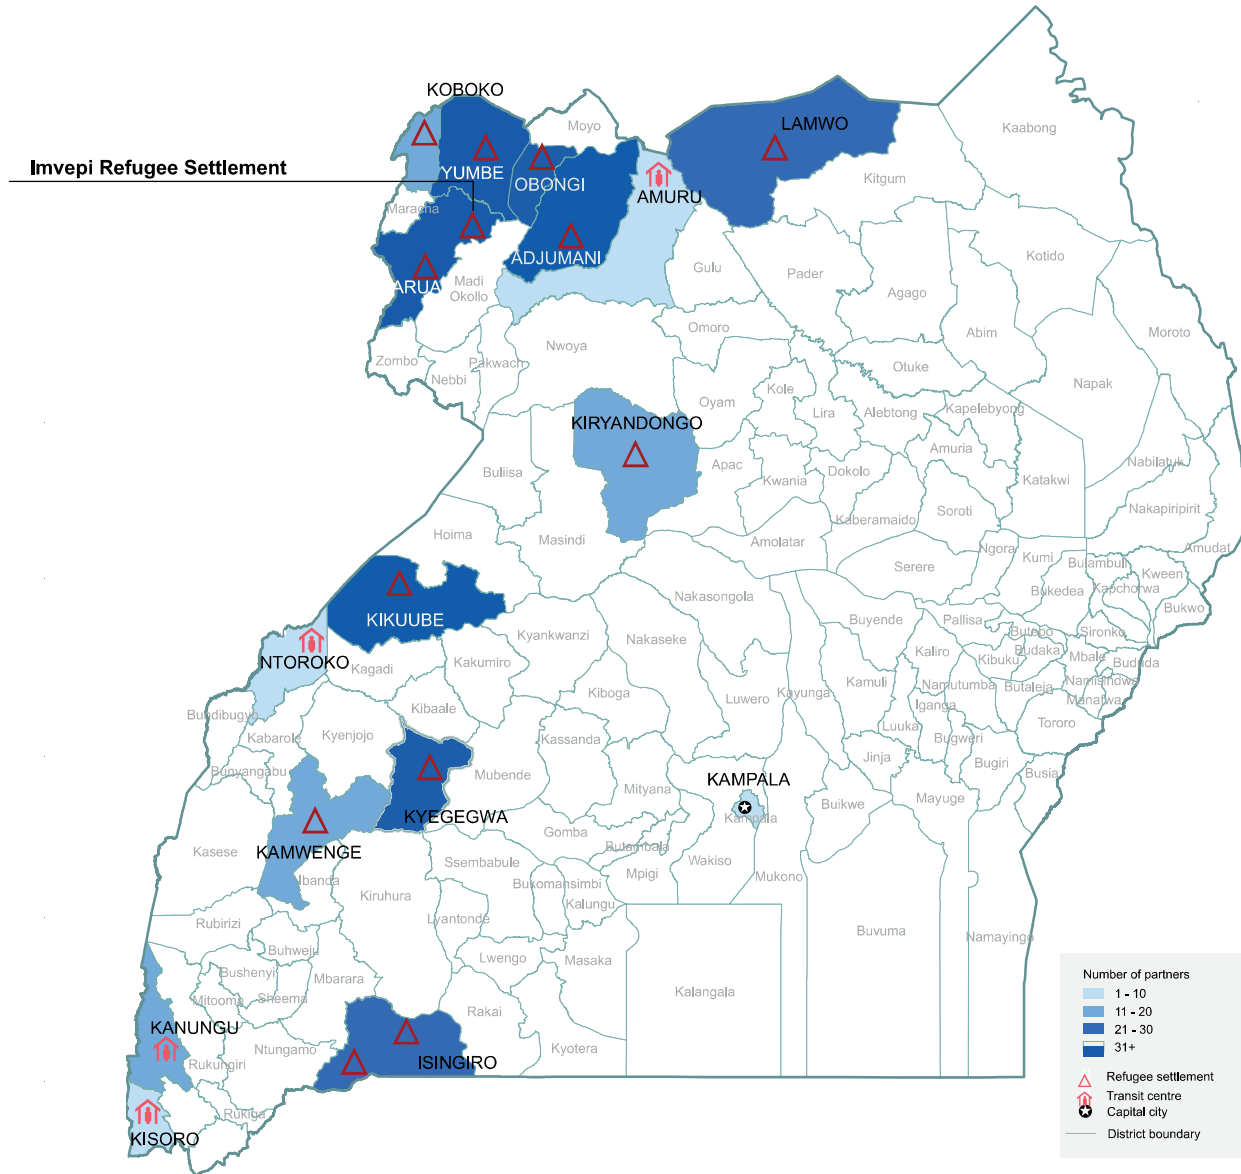 KOBOKO
Moyo
LAMWO
Kaabong
Imvepi Refugee Settlement
YUMBE
OBONGI
AMURU
Kitgum
Maracha
ADJUMANI
Gulu
Pader
Kotido
ARUA
Madi
Okollo
Agago
Omoro
Abim
Moroto
Nwoya
Zombo
Pakwach
Nebbi
Otuke
Napak
Kole
Oyam
Lira
Alebtong
Kapelebyong
KIRYANDONGO
Amuria
Apac
Dokolo
Nabilatuk
Buliisa
Kwania
Katakwi
Kaberamaido
Soroti
Nakapiripirit
Hoima
Masindi
Amolatar
Ngora
Kumi
Amudat
Serere
Bulambuli
Kween
Bukedea
Kapchorwa
Nakasongola
Bukwo
KIKUUBE
Buyende
Pallisa
Kyankwanzi
Nakaseke
Butebo
Sironko
NTOROKO
Kaliro
Kibuku
Budaka
Mbale
Bududa
Kagadi
Kakumiro
Kamuli
Namutumba
Butaleja
Namisindwa
Kiboga
Luwero
Kayunga
Iganga
Manafwa
Bundibugyo
Kibaale
Luuka
Tororo
Kabarole
Kyenjojo
Kassanda
Bugweri
Bunyangabu
Mubende
Jinja
Bugiri
Busia
KAMPALA
Mityana
Buikwe
Mayuge
KYEGEGWA
Kampala
Gomba
KAMWENGE
Kasese
Butambala
Ssembabule
Wakiso
Mpigi
Mukono
Ibanda
Kiruhura
Bukomansimbi
Kalungu
Rubirizi
Lyantonde
Buvuma
Namayingo
Buhweju
Lwengo
Masaka
Bushenyi
Mbarara
Mitooma
Sheema
Kalangala
Rakai
KANUNGU
Ntungamo
Kyotera
Rukungiri
ISINGIRO
Rukiga
KISORO
Number of partners
1 - 10
11 - 20
21 - 30
31+
Refugee settlement
Transit centre
Capital city
District boundary